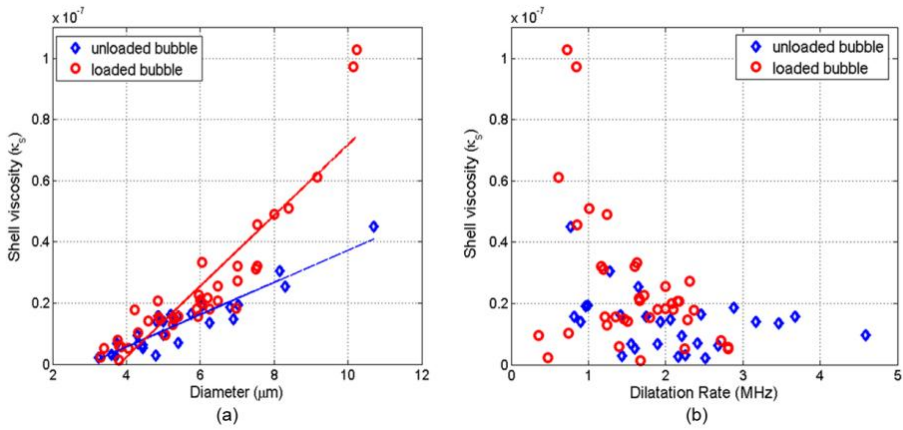 x 10^-7
1
0.8
0.6
0.4
0.2
0
2 4 6 8 10 12
Shell viscosity (κs)
Diameter (μm)
unloaded bubble
loaded bubble
(a)
x 10^-7
1
0.8
0.6
0.4
0.2
0
0 1 2 3 4 5
Shell viscosity (κs)
Dilatation Rate (MHz)
unloaded bubble
loaded bubble
(b)